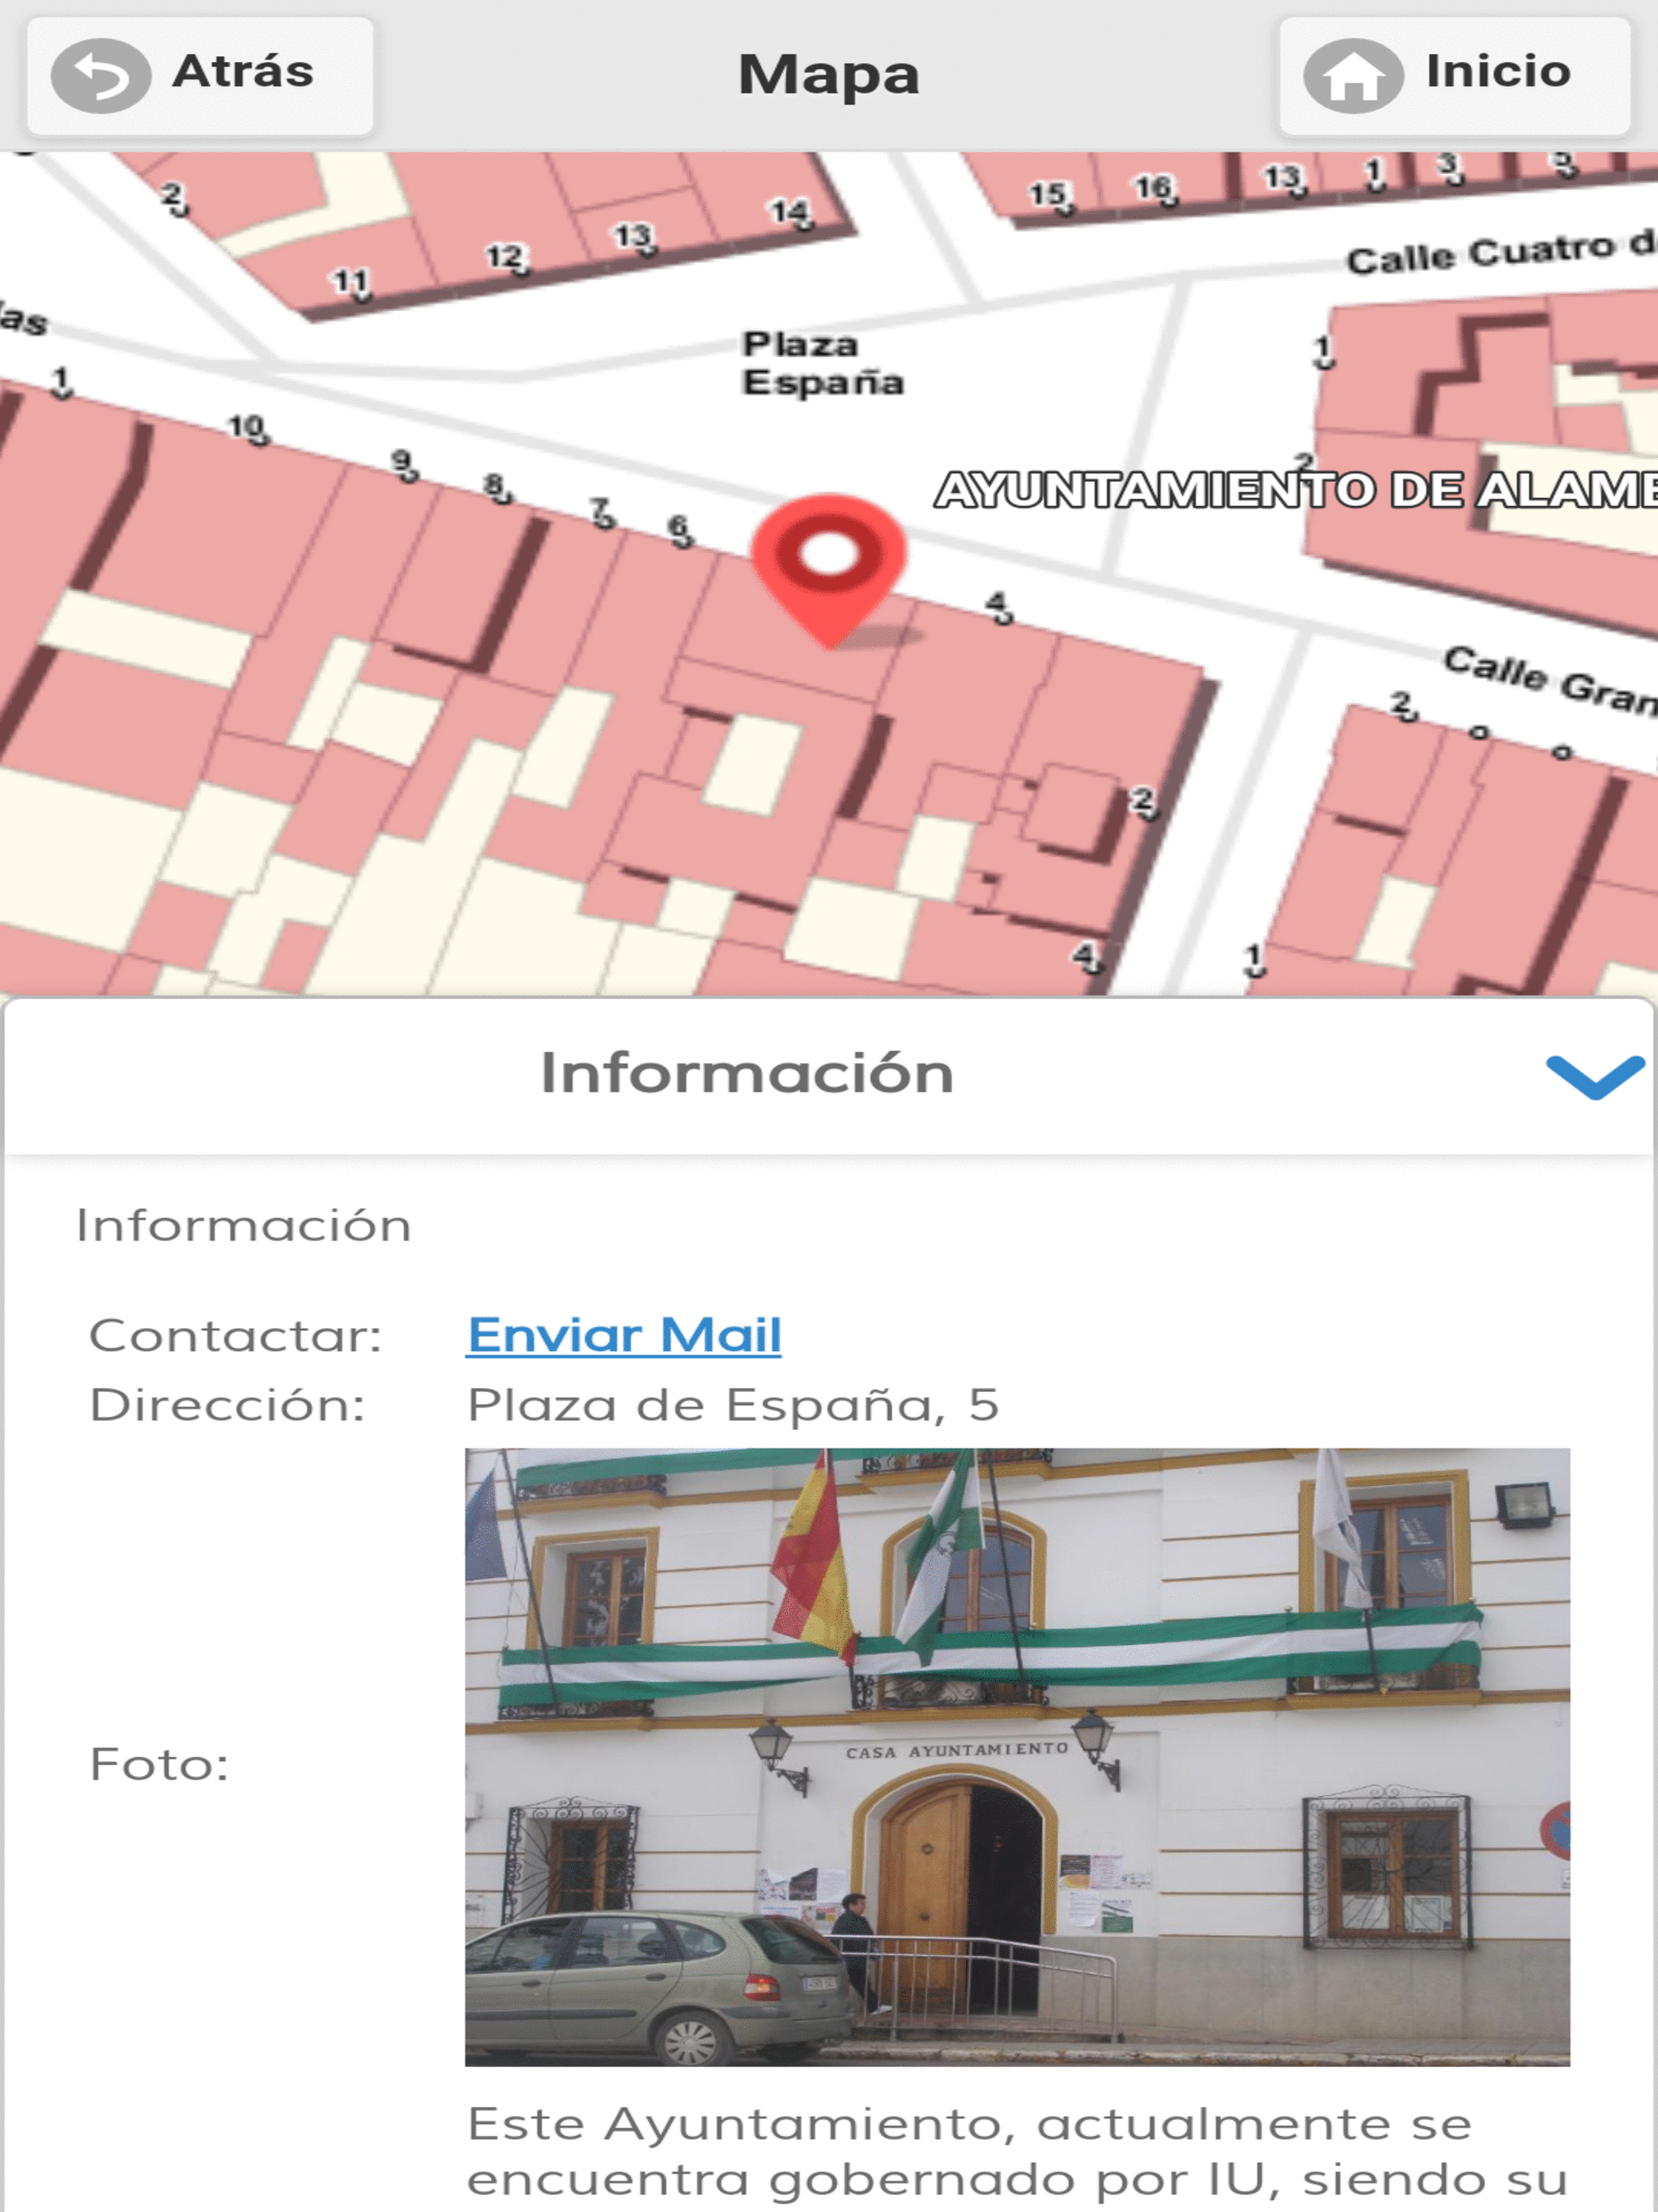 Atrás
Mapa
Inicio
2
11
12
13
14
15
16
13
1
3
5
Calle Cuatro d
las
Plaza
España
1
10
9
8
7
6
4
1
2
AYUNTAMIENTO DE ALAME
Calle Gran
2
2
4
1
Información
Información
Contactar:
Enviar Mail
Dirección:
Plaza de España, 5
Foto:
CASA AYUNTAMIENTO
Este Ayuntamiento, actualmente se
encuentra gobernado por IU, siendo su